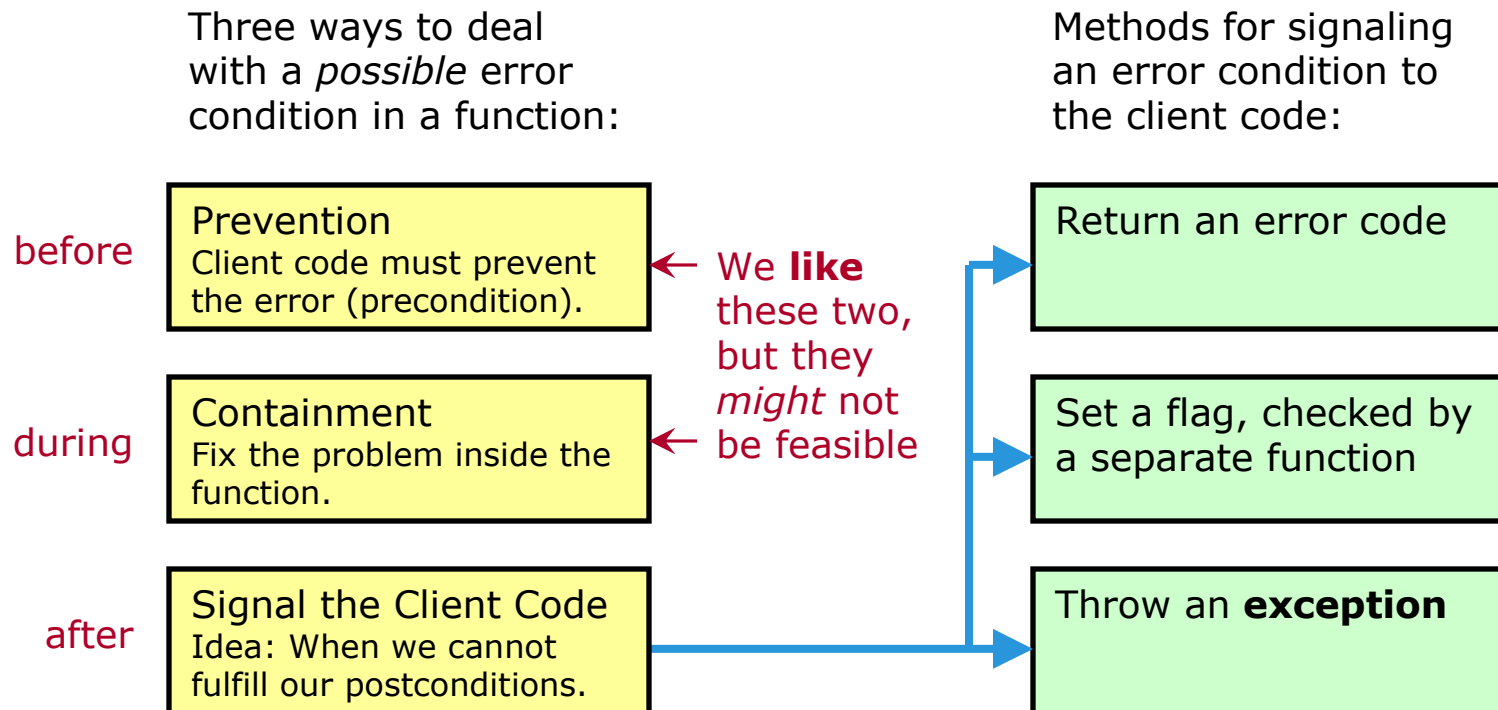 Three ways to deal
with a possible error
condition in a function:
Methods for signaling
an error condition to
the client code:
before
Prevention
Client code must prevent
the error (precondition).
We like
these two,
but they
might not
be feasible
during
Containment
Fix the problem inside the
function.
after
Signal the Client Code
Idea: When we cannot
fulfill our postconditions.
Return an error code
Set a flag, checked by
a separate function
Throw an exception